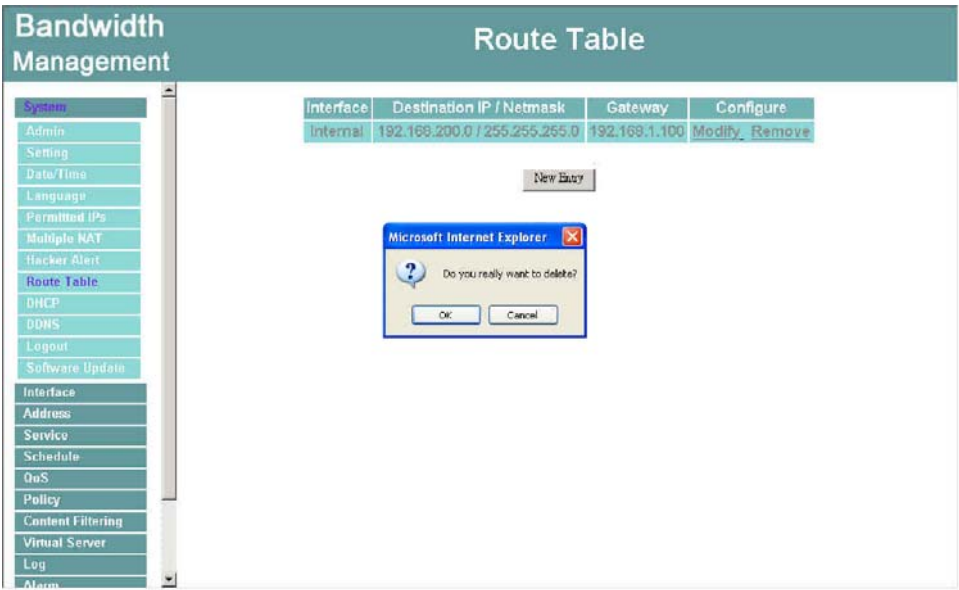 Bandwidth
Management
Route Table
System
Admin
Setting
Date/Time
Language
Permitted IPs
Multiple NAT
Hacker Alert
Route Table
DHCP
DDNS
Logout
Software Update
Interface
Address
Service
Schedule
QoS
Policy
Content Filtering
Virtual Server
Log
Alarm
Interface Destination IP / Netmask Gateway Configure
Internal 192.168.200.0 / 255.255.255.0 192.168.1.100 Modify Remove
New Entry
Microsoft Internet Explorer
Do you really want to delete?
OK Cancel